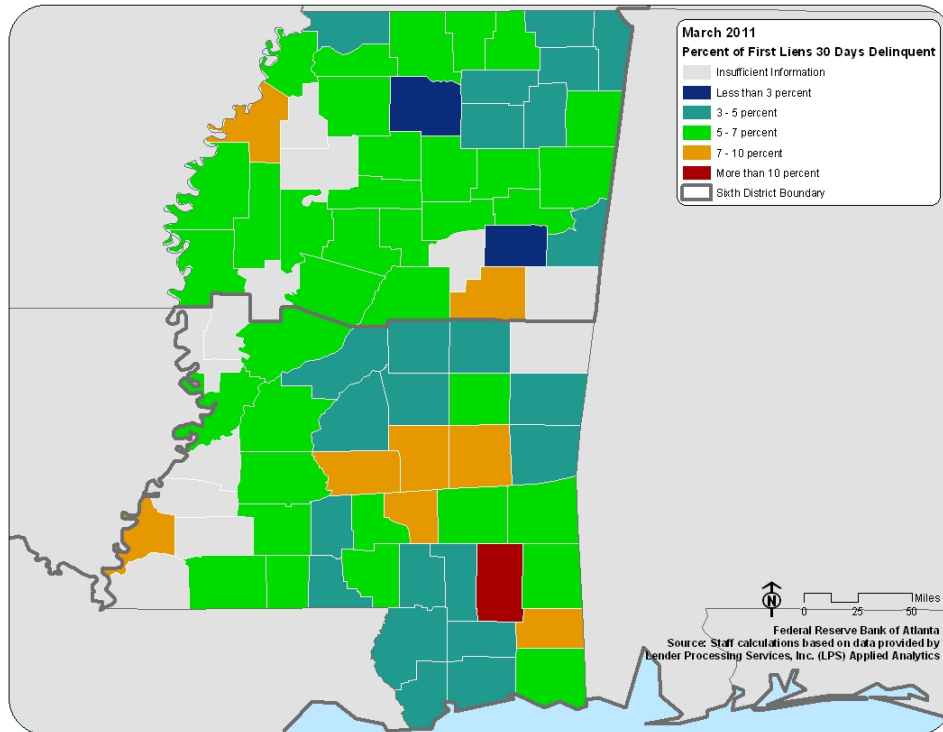 March 2011
Percent of First Liens 30 Days Delinquent
Insufficient Information
Less than 3 percent
3 - 5 percent
5 - 7 percent
7 - 10 percent
More than 10 percent
Sixth District Boundary
N
Miles
0 25 50
Federal Reserve Bank of Atlanta
Source: Staff calculations based on data provided by
Lender Processing Services, Inc. (LPS) Applied Analytics